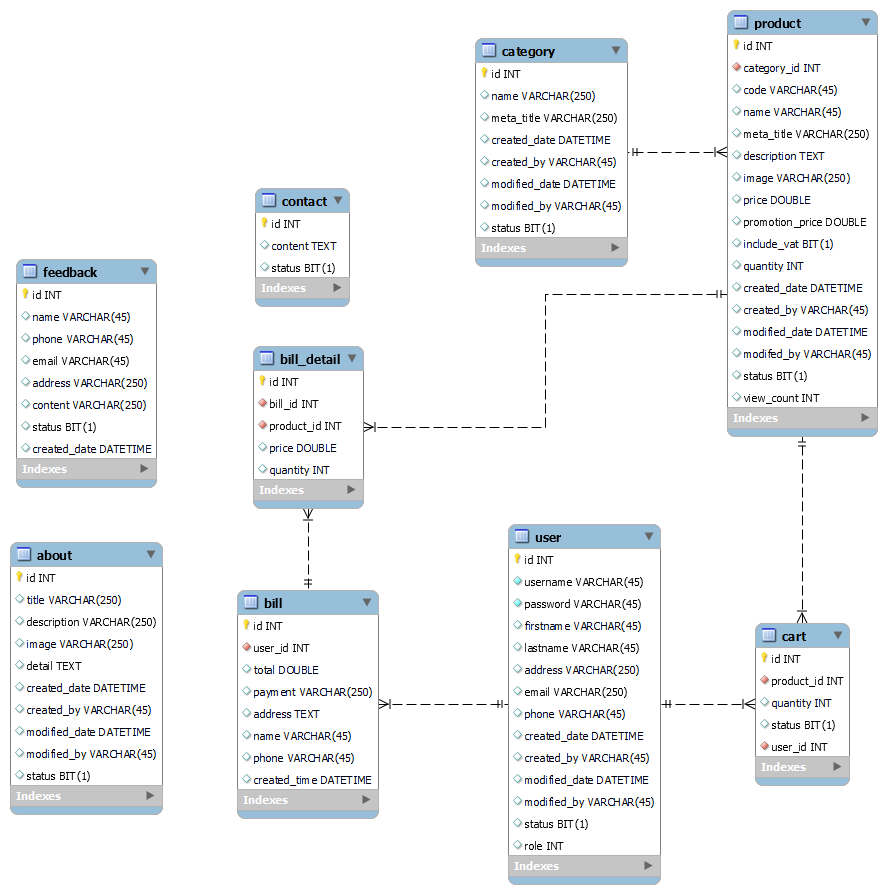 product
id INT
category_id INT
code VARCHAR(45)
name VARCHAR(45)
meta_title VARCHAR(250)
description TEXT
image VARCHAR(250)
price DOUBLE
promotion_price DOUBLE
include_vat BIT(1)
quantity INT
created_date DATETIME
created_by VARCHAR(45)
modified_date DATETIME
modifed_by VARCHAR(45)
status BIT(1)
view_count INT
Indexes
category
id INT
name VARCHAR(250)
meta_title VARCHAR(250)
created_date DATETIME
created_by VARCHAR(45)
modified_date DATETIME
modified_by VARCHAR(45)
status BIT(1)
Indexes
contact
id INT
content TEXT
status BIT(1)
Indexes
feedback
id INT
name VARCHAR(45)
phone VARCHAR(45)
email VARCHAR(45)
address VARCHAR(250)
content VARCHAR(250)
status BIT(1)
created_date DATETIME
Indexes
bill_detail
id INT
bill_id INT
product_id INT
price DOUBLE
quantity INT
Indexes
about
id INT
title VARCHAR(250)
description VARCHAR(250)
image VARCHAR(250)
detail TEXT
created_date DATETIME
created_by VARCHAR(45)
modified_date DATETIME
modified_by VARCHAR(45)
status BIT(1)
Indexes
bill
id INT
user_id INT
total DOUBLE
payment VARCHAR(250)
address TEXT
name VARCHAR(45)
phone VARCHAR(45)
created_time DATETIME
Indexes
user
id INT
username VARCHAR(45)
password VARCHAR(45)
firstname VARCHAR(45)
lastname VARCHAR(45)
address VARCHAR(250)
email VARCHAR(250)
phone VARCHAR(45)
created_date DATETIME
created_by VARCHAR(45)
modified_date DATETIME
modified_by VARCHAR(45)
status BIT(1)
role INT
Indexes
cart
id INT
product_id INT
quantity INT
status BIT(1)
user_id INT
Indexes